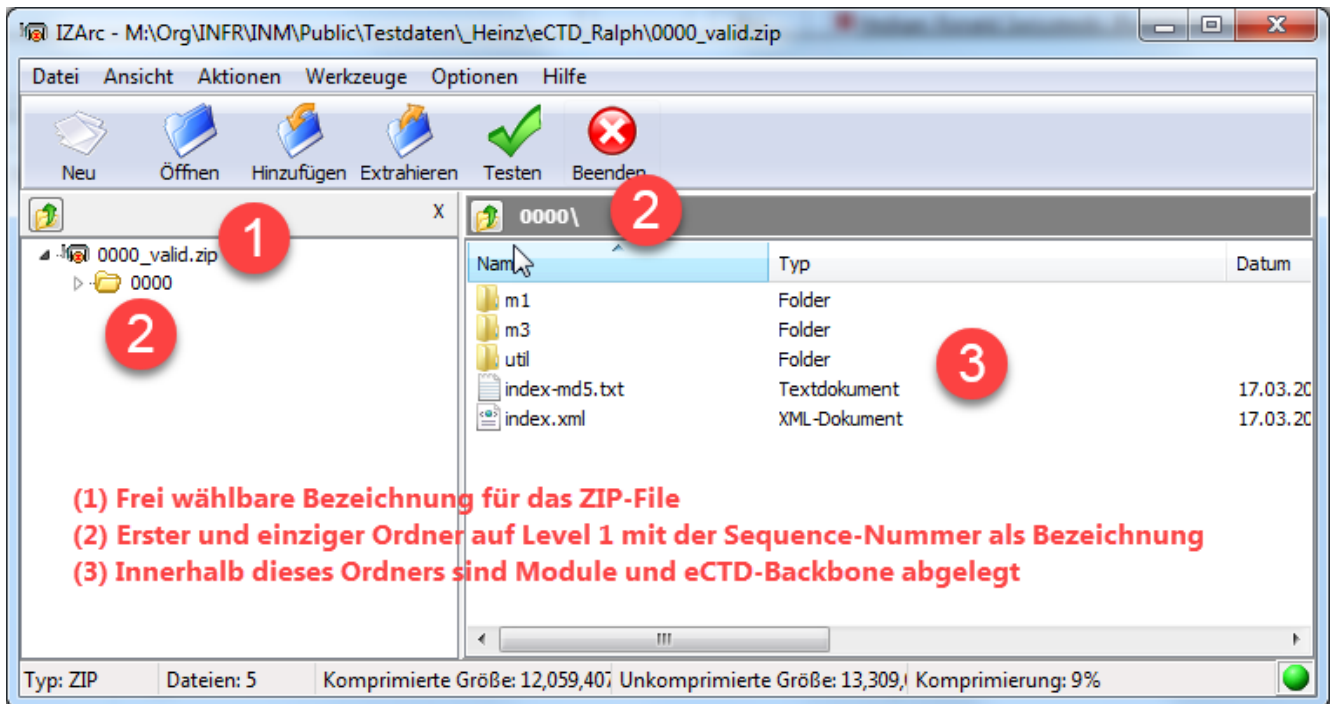 IZArc - M:\Org\INFR\INM\Public\Testdaten\_Heinz\eCTD_Ralph\0000_valid.zip
Datei Ansicht Aktionen Werkzeuge Optionen Hilfe
Neu Öffnen Hinzufügen Extrahieren Testen Beenden
X
0000\
2
1
0000_valid.zip
0000
2
Name Typ Datum
m1 Folder
m3 Folder
util Folder
3
index-md5.txt Textdokument 17.03.20
index.xml XML-Dokument 17.03.20
(1) Frei wählbare Bezeichnung für das ZIP-File
(2) Erster und einziger Ordner auf Level 1 mit der Sequence-Nummer als Bezeichnung
(3) Innerhalb dieses Ordners sind Module und eCTD-Backbone abgelegt
Typ: ZIP Dateien: 5 Komprimierte Größe: 12,059,407 Unkomprimierte Größe: 13,309, Komprimierung: 9%